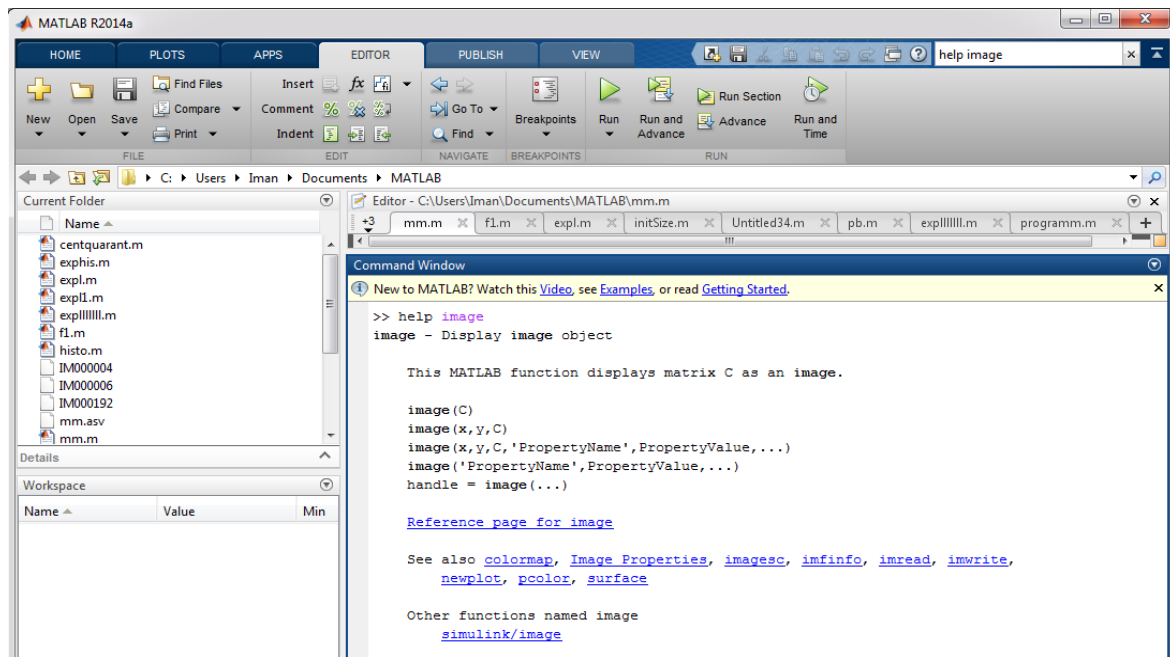 MATLAB R2014a
HOME PLOTS APPS EDITOR PUBLISH VIEW help image
New Open Save Find Files Compare Print
Insert fx Comment Indent
Go To Find
Breakpoints
Run Run and Advance Run Section Advance Run and Time
FILE EDIT NAVIGATE BREAKPOINTS RUN
C: Users Iman Documents MATLAB
Current Folder
Name
centquarant.m
exphis.m
expl.m
expl1.m
expllllllll.m
f1.m
histo.m
IM000004
IM000006
IM000192
mm.asv
mm.m
Details
Workspace
Name Value Min
Editor - C:\Users\Iman\Documents\MATLAB\mm.m
+3 mm.m f1.m expl.m initSize.m Untitled34.m pb.m expllllllll.m programm.m +
Command Window
New to MATLAB? Watch this Video, see Examples, or read Getting Started.
>> help image
image - Display image object
This MATLAB function displays matrix C as an image.
image(C)
image(x,y,C)
image(x,y,C,'PropertyName',PropertyValue,...)
image('PropertyName',PropertyValue,...)
handle = image(...)
Reference page for image
See also colormap, Image Properties, imagesc, imfinfo, imread, imwrite,
newplot, pcolor, surface
Other functions named image
simulink/image